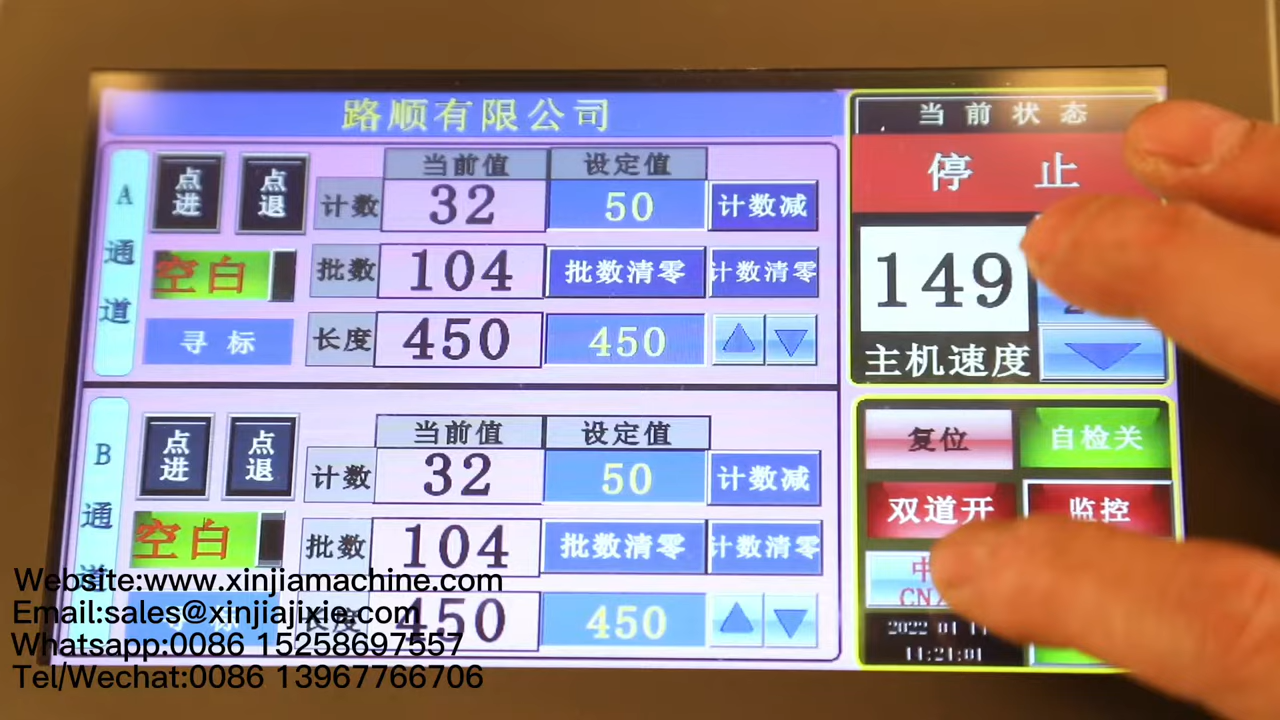 路顺有限公司
当前状态
停 止
149
主机速度
A
通
道
点进
点退
空白
寻标
当前值
设定值
计数
32
50
计数减
批数
104
批数清零
计数清零
长度
450
450
B
通
道
点进
点退
空白
当前值
设定值
计数
32
50
计数减
批数
104
批数清零
计数清零
长度
450
450
复位
自检关
双道开
监控
中
CN
2022
14:21:01
Website:www.xinjiamachine.com
Email:sales@xinjiajixie.com
Whatsapp:0086 15258697557
Tel/Wechat:0086 13967766706